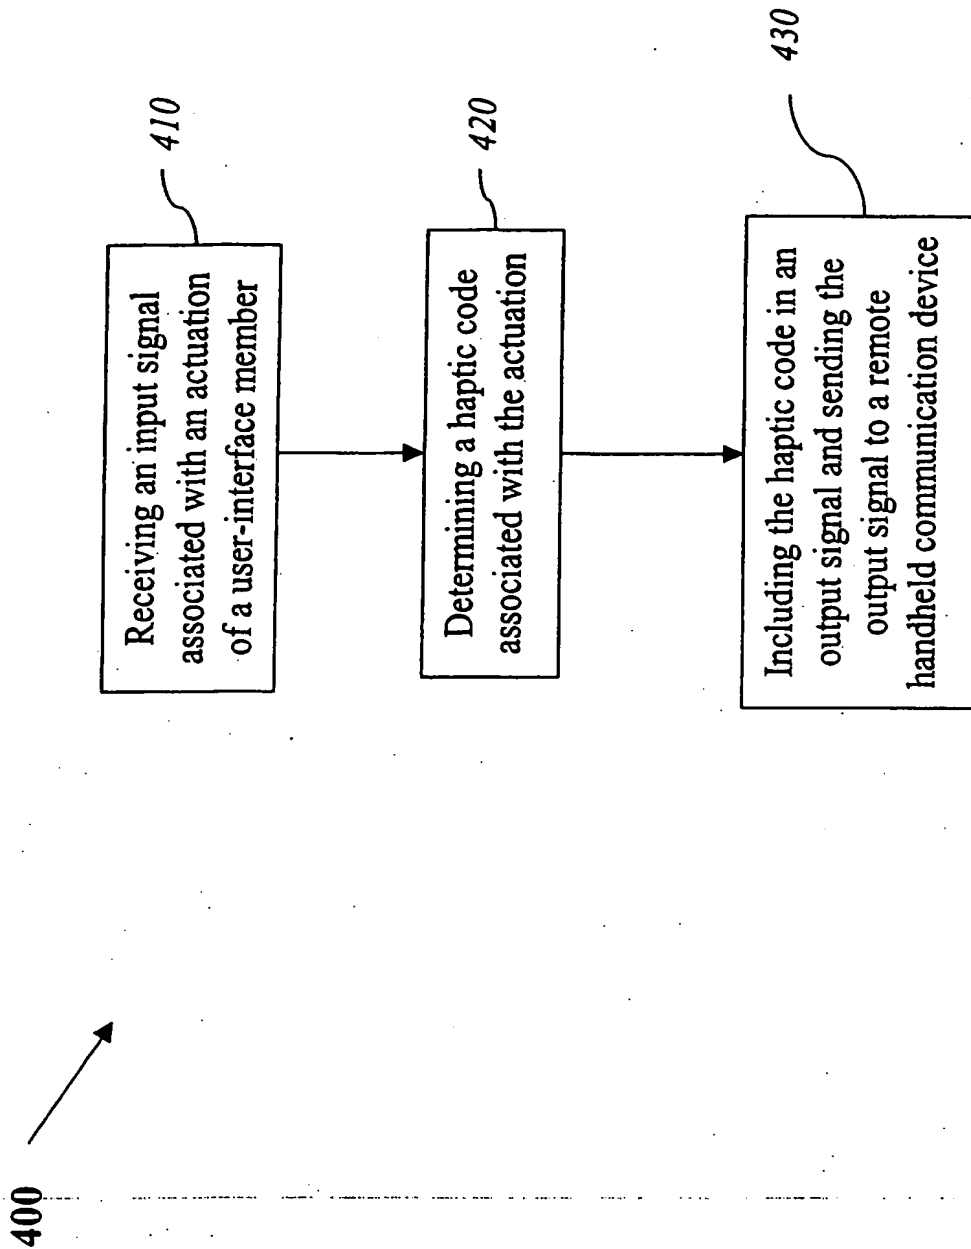 400
Receiving an input signal
associated with an actuation
of a user-interface member
410
Determining a haptic code
associated with the actuation
420
Including the haptic code in an
output signal and sending the
output signal to a remote
handheld communication device
430